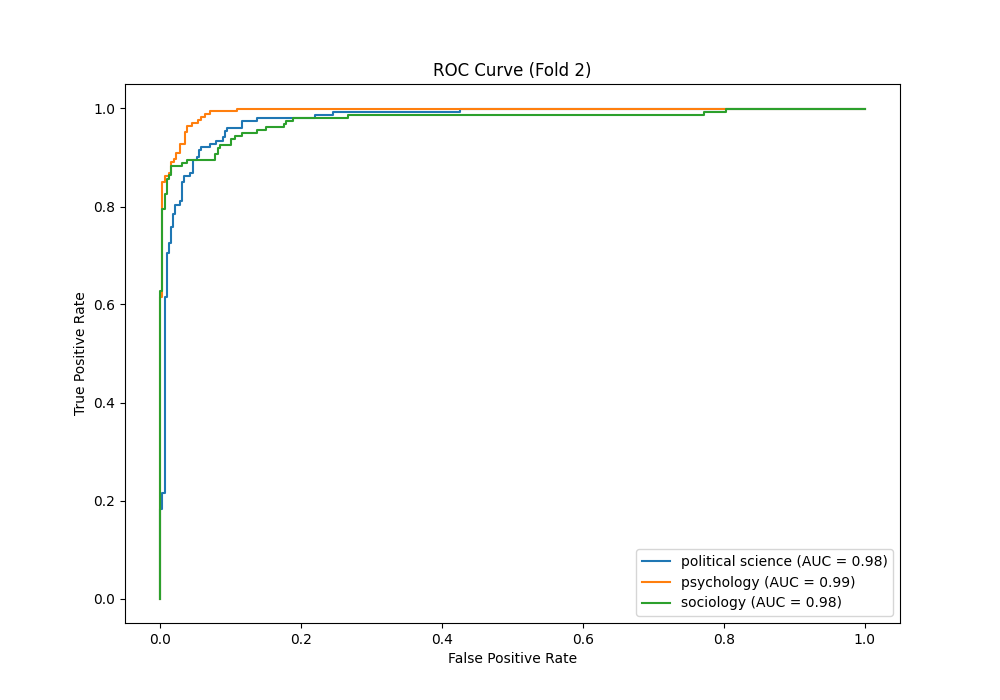 ROC Curve (Fold 2)
True Positive Rate
1.0
0.8
0.6
0.4
0.2
0.0
0.0 0.2 0.4 0.6 0.8 1.0
False Positive Rate
political science (AUC = 0.98)
psychology (AUC = 0.99)
sociology (AUC = 0.98)